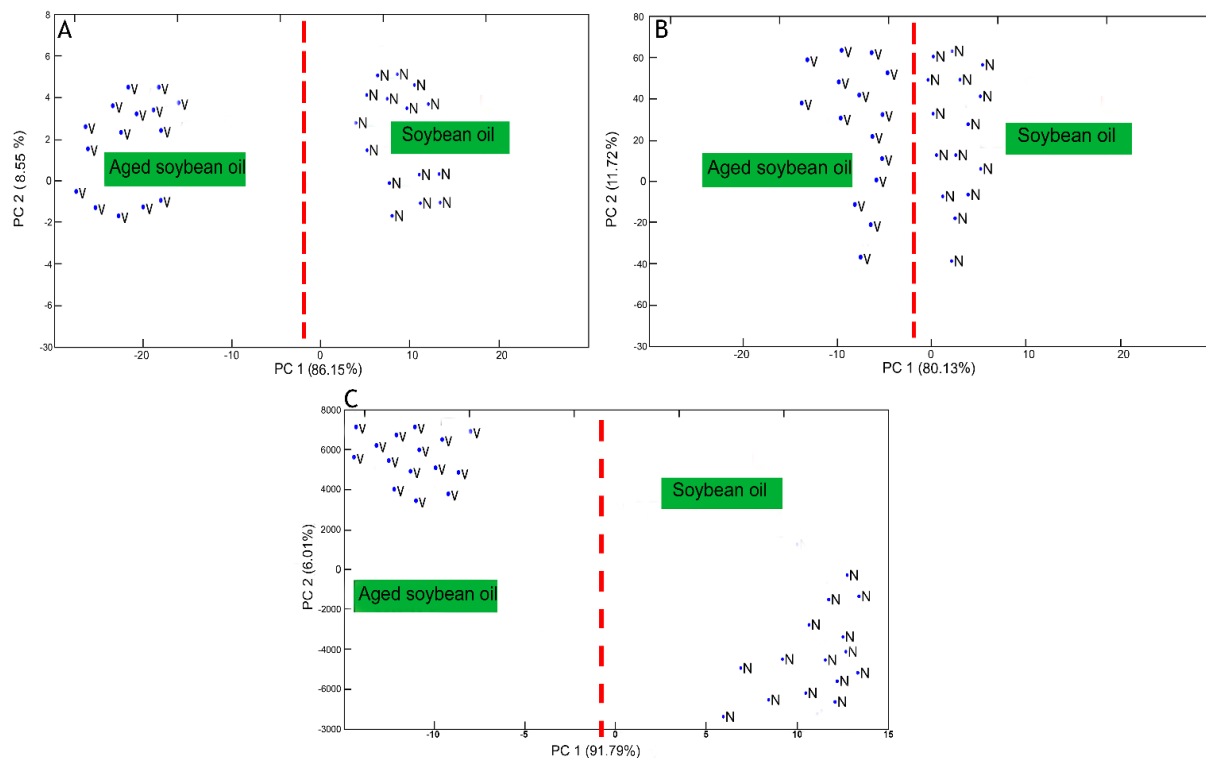 A
8
6
4
2
0
-2
-4
-6
-30
PC 2 (8.55 %)
V V
V V
V V
V V V
V
V
V V
V V
N N
N
N N N
N
N
N
N N
N
N N
N
Aged soybean oil
Soybean oil
-20
-10
0
10
20
PC 1 (86.15%)
B
80
60
40
20
0
-20
-40
-60
-30
PC 2 (11.72 %)
V V V
V
V V
V
V V
V
V
V
V
V
V
N N
N
N N
N
N
N
N N
N
N N
N
N
Aged soybean oil
Soybean oil
-20
-10
0
10
20
PC 1 (80.13%)
C
8000
6000
4000
2000
0
-2000
-4000
-6000
-3000
PC 2 (6.01%)
V V V
V V
V V
V V V
V V
V V
V
N
N N
N
N
N
N N
N
N
N
N
N N
N
Soybean oil
Aged soybean oil
-10
-5
0
5
10
15
PC 1 (91.79%)